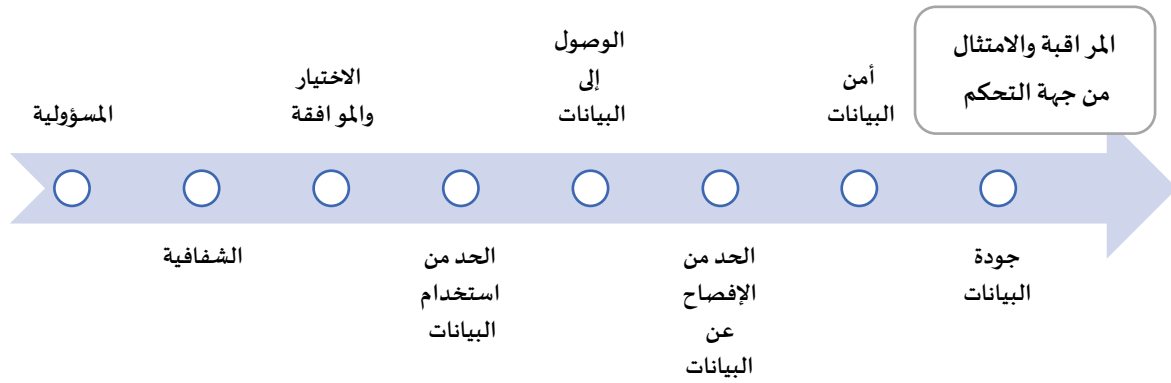 المسؤولية
الشفافية
الاختيار
والموافقة
الحد من
استخدام
البيانات
الوصول
إلى
البيانات
الحد من
الإفصاح
عن
البيانات
أمن
البيانات
جودة
البيانات
المراقبة والامتثال
من جهة التحكم